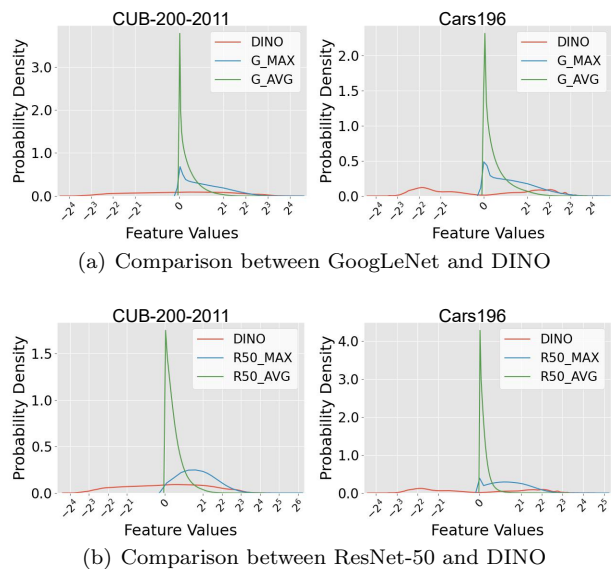 CUB-200-2011
Probability Density
3.0
2.0
1.0
0.0
DINO
G_MAX
G_AVG
−2⁴ −2³ −2² −2¹ 0 2¹ 2² 2³ 2⁴
Feature Values
Cars196
Probability Density
2.0
1.5
1.0
0.5
0.0
DINO
G_MAX
G_AVG
−2⁴ −2³ −2² −2¹ 0 2¹ 2² 2³ 2⁴
Feature Values
(a) Comparison between GoogLeNet and DINO
CUB-200-2011
Probability Density
1.5
1.0
0.5
0.0
DINO
R50_MAX
R50_AVG
−2⁴ −2³ −2² −2¹ 0 2¹ 2² 2³ 2⁴ 2⁵ 2⁶
Feature Values
Cars196
Probability Density
4.0
3.0
2.0
1.0
0.0
DINO
R50_MAX
R50_AVG
−2⁴ −2³ −2² −2¹ 0 2¹ 2² 2³ 2⁴ 2⁵
Feature Values
(b) Comparison between ResNet-50 and DINO